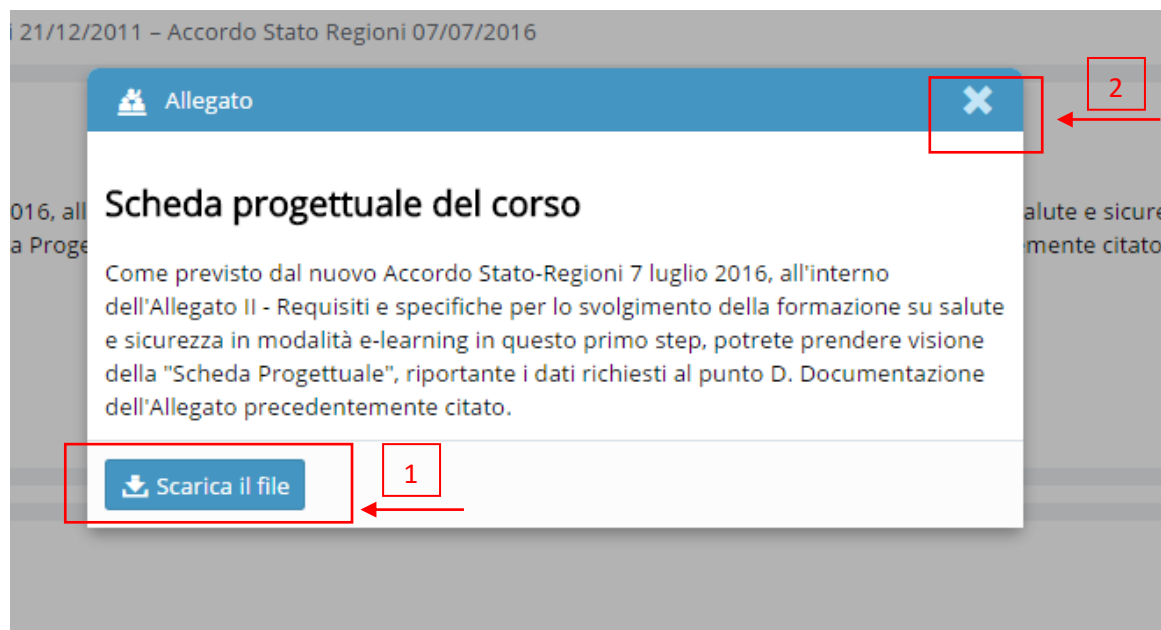 i 21/12/2011 – Accordo Stato Regioni 07/07/2016
Allegato
2
Scheda progettuale del corso
016, all
alute e sicure
a Proge
mente citato
Come previsto dal nuovo Accordo Stato-Regioni 7 luglio 2016, all'interno
dell'Allegato II - Requisiti e specifiche per lo svolgimento della formazione su salute
e sicurezza in modalità e-learning in questo primo step, potrete prendere visione
della "Scheda Progettuale", riportante i dati richiesti al punto D. Documentazione
dell'Allegato precedentemente citato.
Scarica il file
1